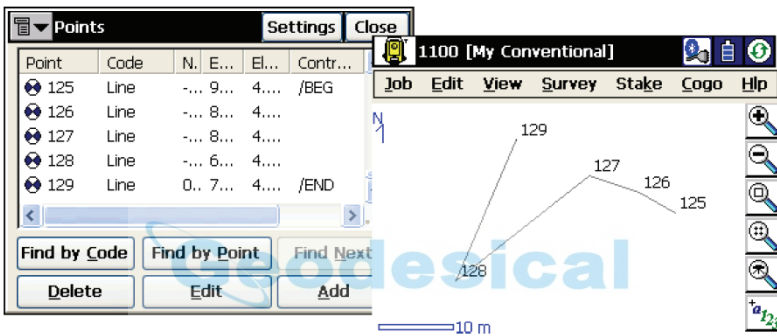 Points Settings Close
Point Code N. E... El... Contr...
125 Line -... 9... 4.... /BEG
126 Line -... 8... 4....
127 Line -... 8... 4....
128 Line -... 6... 4....
129 Line 0.. 7... 4.... /END
Find by Code Find by Point Find Next
Delete Edit Add
1100 [My Conventional]
Job Edit View Survey Stake Cogo Hlp
N
129
127
126
125
128
10 m
Geodesical